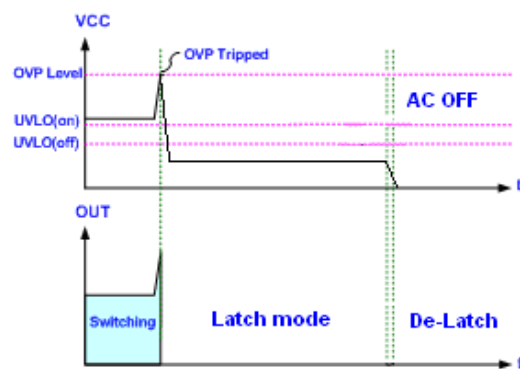 VCC
OVP Tripped
OVP Level
AC OFF
UVLO(on)
UVLO(off)
t
OUT
Switching
Latch mode
De-Latch
t